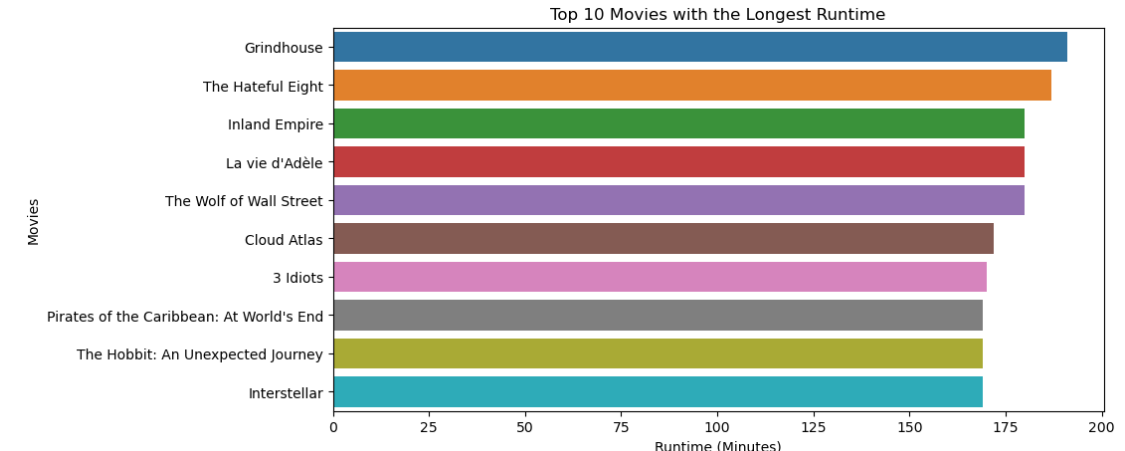 Top 10 Movies with the Longest Runtime
Movies
Grindhouse
The Hateful Eight
Inland Empire
La vie d'Adèle
The Wolf of Wall Street
Cloud Atlas
3 Idiots
Pirates of the Caribbean: At World's End
The Hobbit: An Unexpected Journey
Interstellar
0 25 50 75 100 125 150 175 200
Runtime (Minutes)